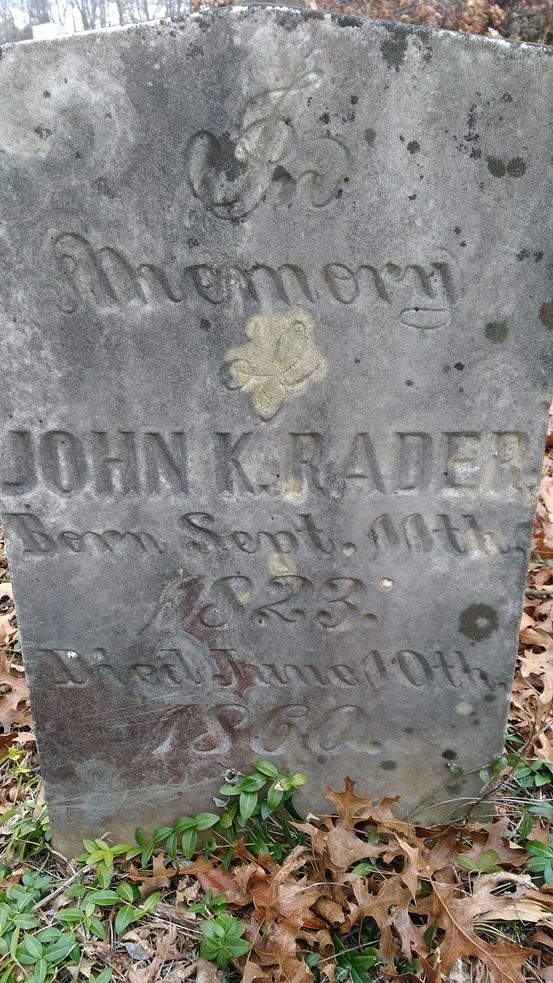 In
Memory
of
JOHN K. RADER.
Born Sept. 11th.
1823.
Died June 10th.
1860.